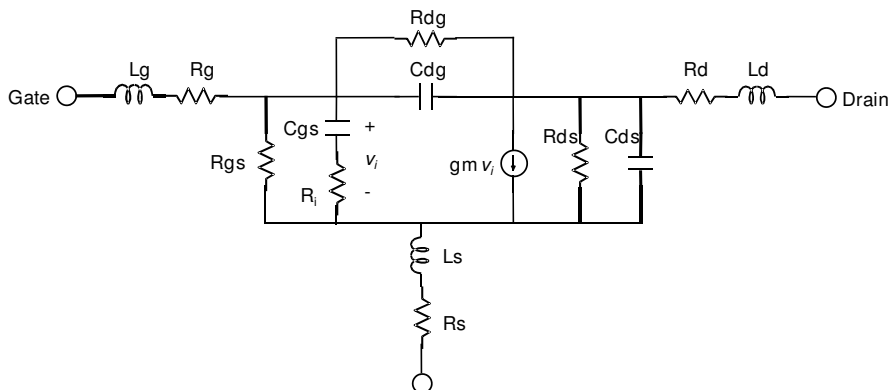 Rdg
Lg Rg Cdg Rd Ld
Gate Drain
Cgs + Rds Cds
Rgs vi gm vi
Ri -
Ls
Rs